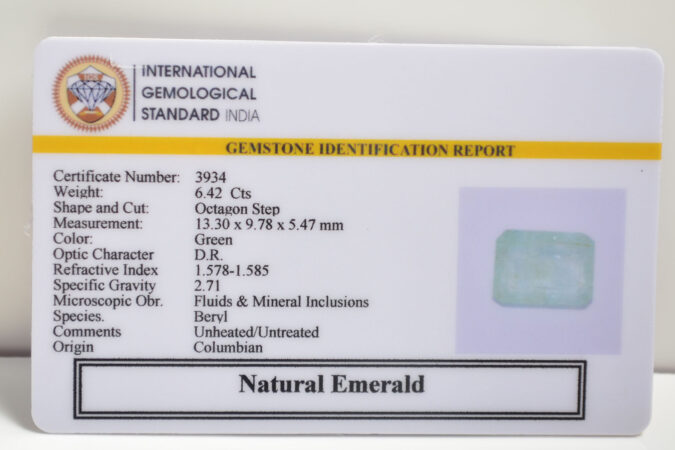 IGS
INTERNATIONAL
GEMOLOGICAL
STANDARD INDIA
GEMSTONE IDENTIFICATION REPORT
Certificate Number: 3934
Weight: 6.42 Cts
Shape and Cut: Octagon Step
Measurement: 13.30 x 9.78 x 5.47 mm
Color: Green
Optic Character D.R.
Refractive Index 1.578-1.585
Specific Gravity 2.71
Microscopic Obr. Fluids & Mineral Inclusions
Species. Beryl
Comments Unheated/Untreated
Origin Columbian
Natural Emerald